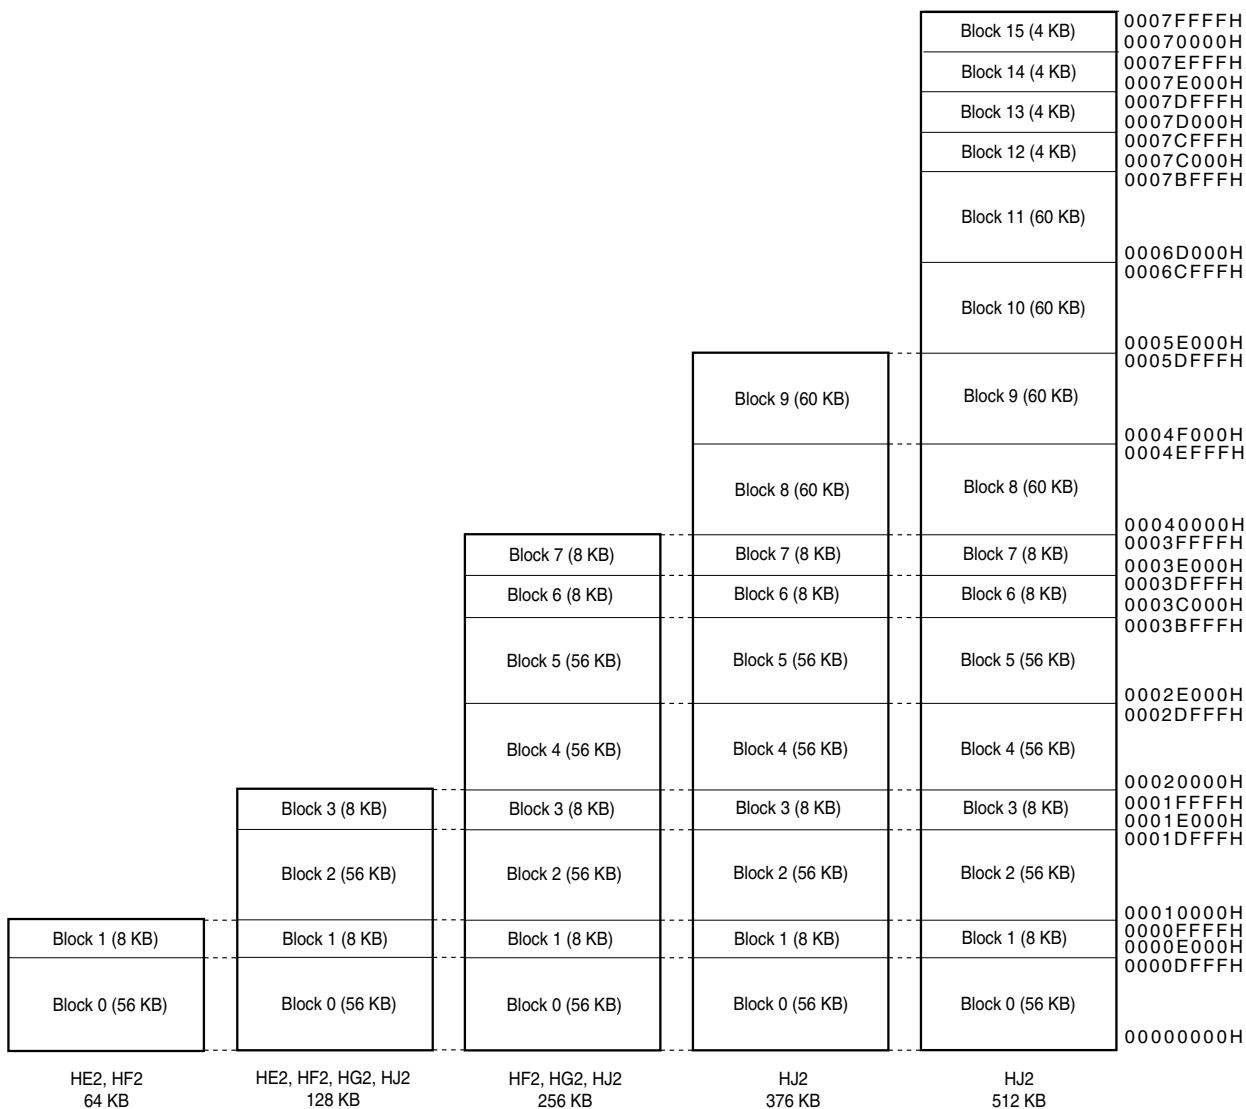 Block 15 (4 KB)
0007FFFFH
00070000H
Block 14 (4 KB)
0007EFFFH
0007E000H
Block 13 (4 KB)
0007DFFFH
0007D000H
Block 12 (4 KB)
0007CFFFH
0007C000H
0007BFFFH
Block 11 (60 KB)
0006D000H
0006CFFFH
Block 10 (60 KB)
0005E000H
0005DFFFH
Block 9 (60 KB) Block 9 (60 KB)
0004F000H
0004EFFFH
Block 8 (60 KB) Block 8 (60 KB)
00040000H
0003FFFFH
Block 7 (8 KB) Block 7 (8 KB) Block 7 (8 KB)
0003E000H
0003DFFFH
Block 6 (8 KB) Block 6 (8 KB) Block 6 (8 KB)
0003C000H
0003BFFFH
Block 5 (56 KB) Block 5 (56 KB) Block 5 (56 KB)
0002E000H
0002DFFFH
Block 4 (56 KB) Block 4 (56 KB) Block 4 (56 KB)
00020000H
0001FFFFH
Block 3 (8 KB) Block 3 (8 KB) Block 3 (8 KB) Block 3 (8 KB)
0001E000H
0001DFFFH
Block 2 (56 KB) Block 2 (56 KB) Block 2 (56 KB) Block 2 (56 KB)
00010000H
0000FFFFH
Block 1 (8 KB) Block 1 (8 KB) Block 1 (8 KB) Block 1 (8 KB) Block 1 (8 KB)
0000E000H
0000DFFFH
Block 0 (56 KB) Block 0 (56 KB) Block 0 (56 KB) Block 0 (56 KB) Block 0 (56 KB)
00000000H
HE2, HF2 HE2, HF2, HG2, HJ2 HF2, HG2, HJ2 HJ2 HJ2
64 KB 128 KB 256 KB 376 KB 512 KB